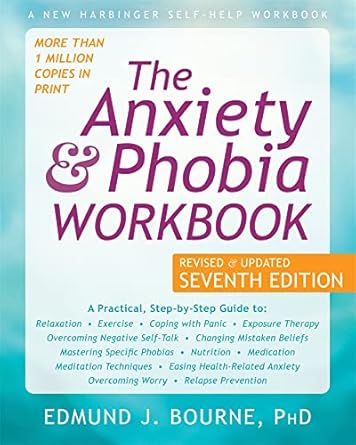 A NEW HARBINGER SELF-HELP WORKBOOK
MORE THAN
1 MILLION
COPIES IN
PRINT
The
Anxiety
& Phobia
WORKBOOK
REVISED & UPDATED
SEVENTH EDITION
A Practical, Step-by-Step Guide to:
Relaxation • Exercise • Coping with Panic • Exposure Therapy
Overcoming Negative Self-Talk • Changing Mistaken Beliefs
Mastering Specific Phobias • Nutrition • Medication
Meditation Techniques • Easing Health-Related Anxiety
Overcoming Worry • Relapse Prevention
EDMUND J. BOURNE, PHD